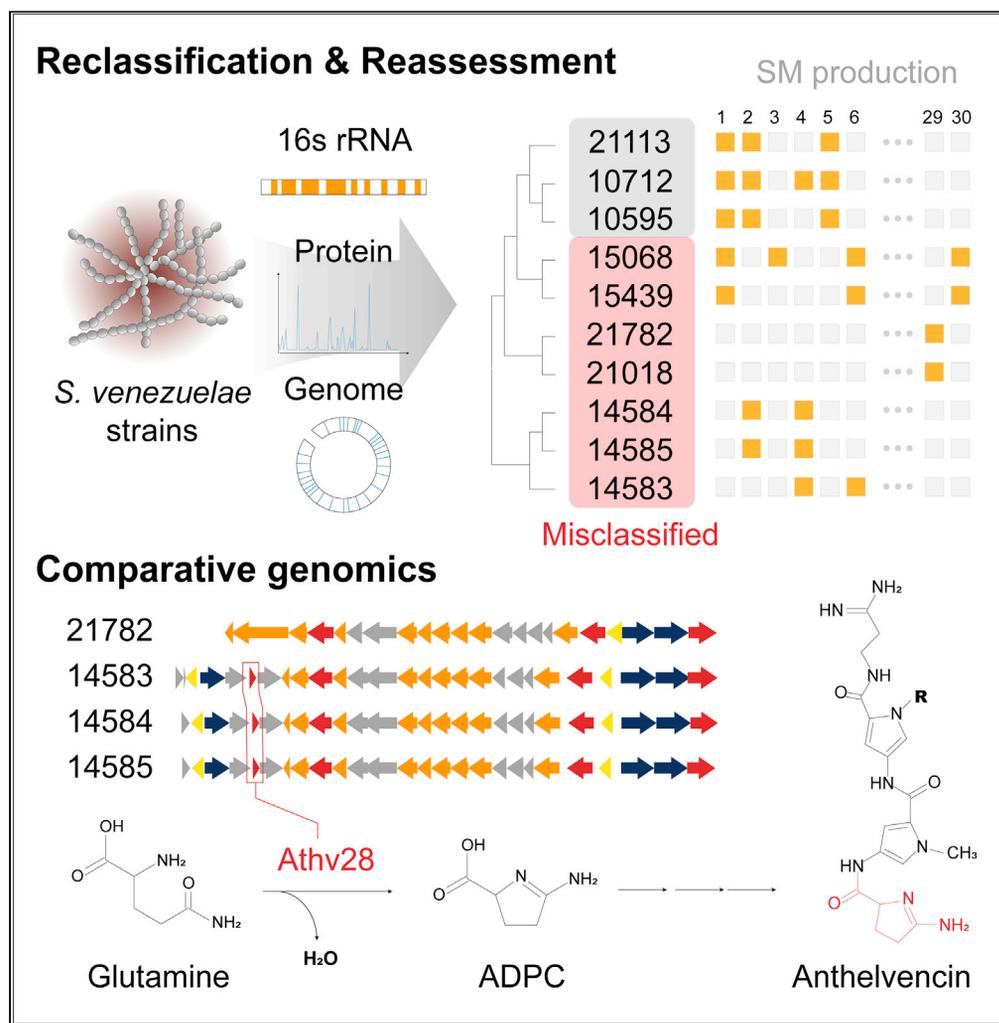 Reclassification & Reassessment
SM production
1 2 3 4 5 6 ••• 29 30
16s rRNA
Protein
Genome
S. venezuelae
strains
21113
10712
10595
15068
15439
21782
21018
14584
14585
14583
Misclassified
Comparative genomics
21782
14583
14584
14585
Athv28
OH
O
NH₂
O
NH₂
H₂O
Glutamine
OH
O
N
NH₂
ADPC
NH₂
HN
NH
O
N
R
HN
O
N
CH₃
HN
O
N
NH₂
Anthelvencin